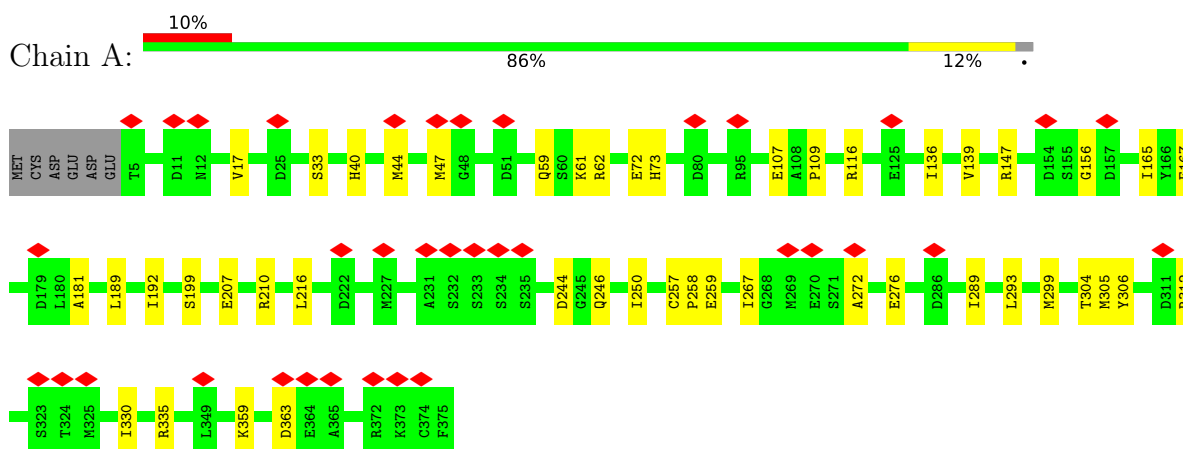 10%
Chain A:
86% 12% •
MET CYS ASP GLU ASP GLU T5 D11 N12 V17 D25 S33 H40 M44 M47 G48 D51 Q59 S60 K61 R62 E72 H73 D80 R95 E107 A108 P109 R116 E125 I136 V139 R147 D154 S155 G156 D157 I165 Y166
D179 L180 A181 L189 I192 S199 E207 R210 L216 D222 M227 A231 S232 S233 S234 S235 D244 G245 Q246 I250 C257 P258 E259 I267 G268 M269 E270 S271 A272 E276 D286 I289 L293 M299 T304 M305 Y306 D311
S323 T324 M325 I330 R335 L349 K359 D363 E364 A365 R372 K373 C374 F375